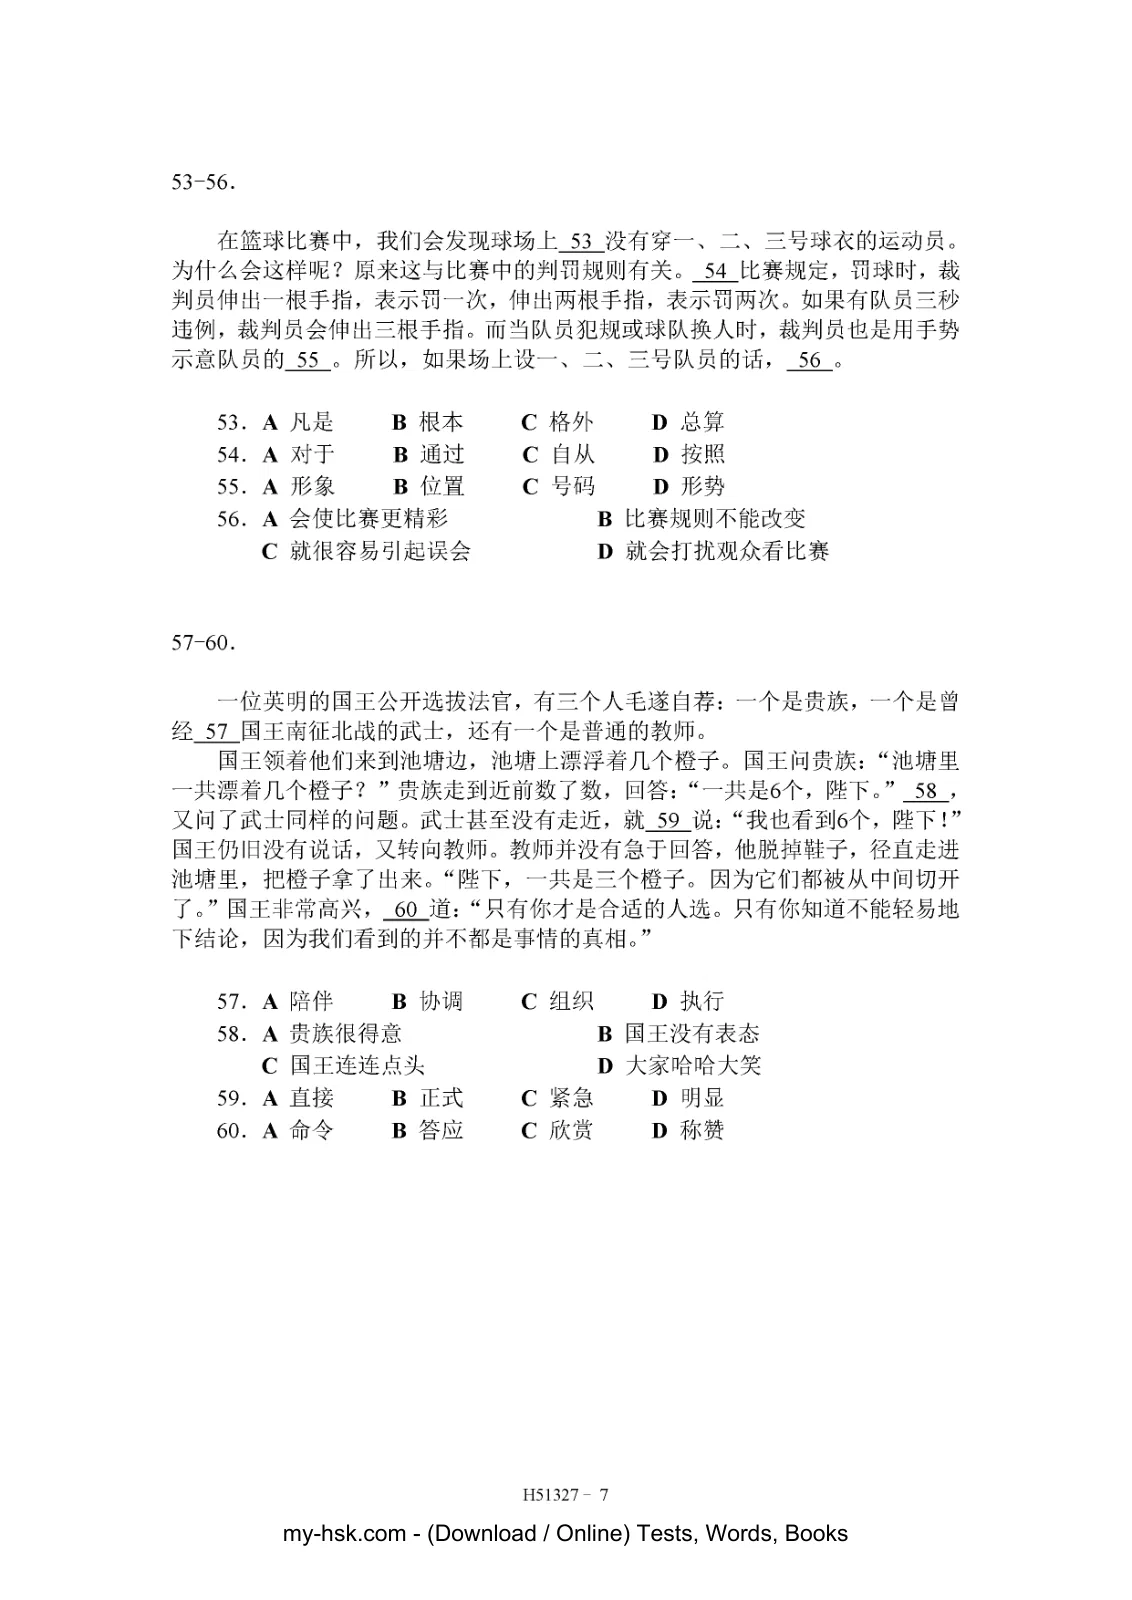 53-56.
在篮球比赛中，我们会发现球场上 53 没有穿一、二、三号球衣的运动员。
为什么会这样呢？原来这与比赛中的判罚规则有关。 54 比赛规定，罚球时，裁
判员伸出一根手指，表示罚一次，伸出两根手指，表示罚两次。如果有队员三秒
违例，裁判员会伸出三根手指。而当队员犯规或球队换人时，裁判员也是用手势
示意队员的 55 。所以，如果场上设一、二、三号队员的话， 56 。
53. A 凡是 B 根本 C 格外 D 总算
54. A 对于 B 通过 C 自从 D 按照
55. A 形象 B 位置 C 号码 D 形势
56. A 会使比赛更精彩 B 比赛规则不能改变
C 就很容易引起误会 D 就会打扰观众看比赛
57-60.
一位英明的国王公开选拔法官，有三个人毛遂自荐：一个是贵族，一个是曾
经 57 国王南征北战的武士，还有一个是普通的教师。
国王领着他们来到池塘边，池塘上漂浮着几个橙子。国王问贵族：“池塘里
一共漂着几个橙子？”贵族走到近前数了数，回答：“一共是6个，陛下。” 58 ，
又问了武士同样的问题。武士甚至没有走近，就 59 说：“我也看到6个，陛下！”
国王仍旧没有说话，又转向教师。教师并没有急于回答，他脱掉鞋子，径直走进
池塘里，把橙子拿了出来。“陛下，一共是三个橙子。因为它们都被从中间切开
了。”国王非常高兴， 60 道：“只有你才是合适的人选。只有你知道不能轻易地
下结论，因为我们看到的并不都是事情的真相。”
57. A 陪伴 B 协调 C 组织 D 执行
58. A 贵族很得意 B 国王没有表态
C 国王连连点头 D 大家哈哈大笑
59. A 直接 B 正式 C 紧急 D 明显
60. A 命令 B 答应 C 欣赏 D 称赞
H51327- 7
my-hsk.com - (Download / Online) Tests, Words, Books